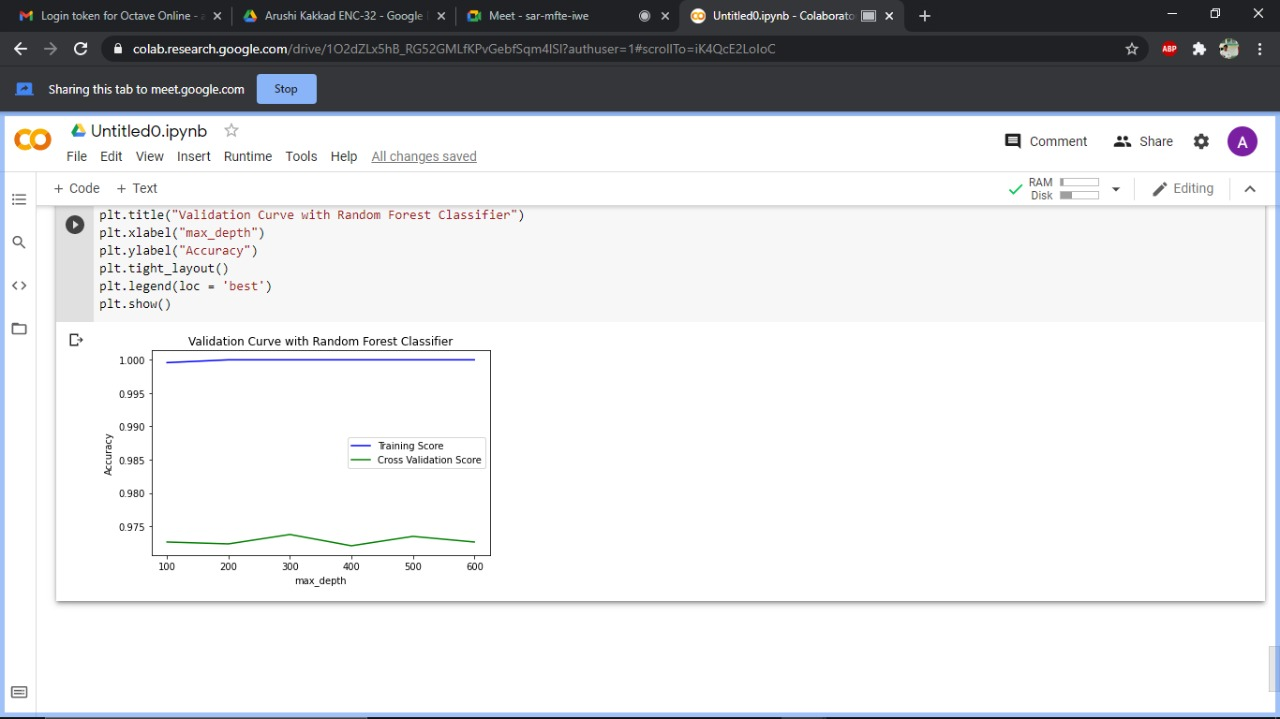 Login token for Octave Online - a
Arushi Kakkad ENC-32 - Google
Meet - sar-mfte-iwe
Untitled0.ipynb - Colaborato
colab.research.google.com/drive/1O2dZLx5hB_RG52GMLfKPvGebfSqm4ISI?authuser=1#scrollTo=iK4QcE2LoIoC
ABP
Sharing this tab to meet.google.com
Stop
Untitled0.ipynb
Comment
Share
A
File Edit View Insert Runtime Tools Help All changes saved
+ Code + Text
RAM
Disk
Editing
plt.title("Validation Curve with Random Forest Classifier")
plt.xlabel("max_depth")
plt.ylabel("Accuracy")
plt.tight_layout()
plt.legend(loc = 'best')
plt.show()
Validation Curve with Random Forest Classifier
1.000
0.995
0.990
0.985
0.980
0.975
Accuracy
Training Score
Cross Validation Score
100 200 300 400 500 600
max_depth